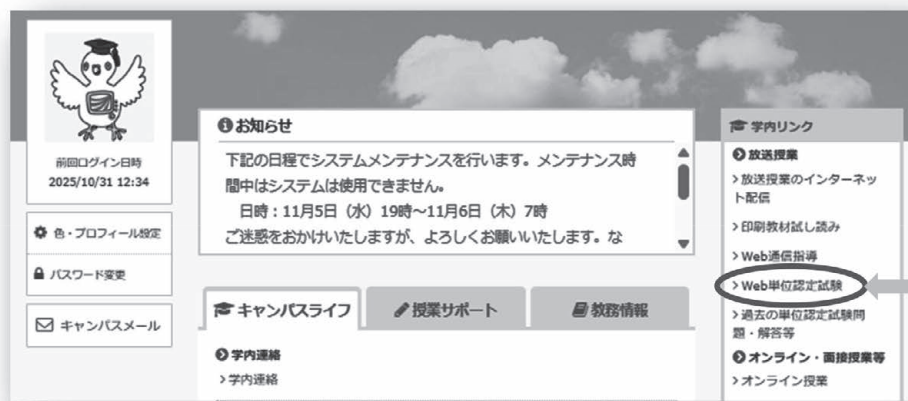 前回ログイン日時
2025/10/31 12:34
色・プロフィール設定
パスワード変更
キャンパスメール
お知らせ
下記の日程でシステムメンテナンスを行います。メンテナンス時
間中はシステムは使用できません。
日時：11月5日（水）19時～11月6日（木）7時
ご迷惑をおかけいたしますが、よろしくお願いいたします。な
キャンパスライフ
授業サポート
教務情報
学内連絡
>学内連絡
学内リンク
放送授業
>放送授業のインターネッ
ト配信
>印刷教材試し読み
>Web通信指導
>Web単位認定試験
>過去の単位認定試験問
題・解答等
オンライン・面接授業等
>オンライン授業